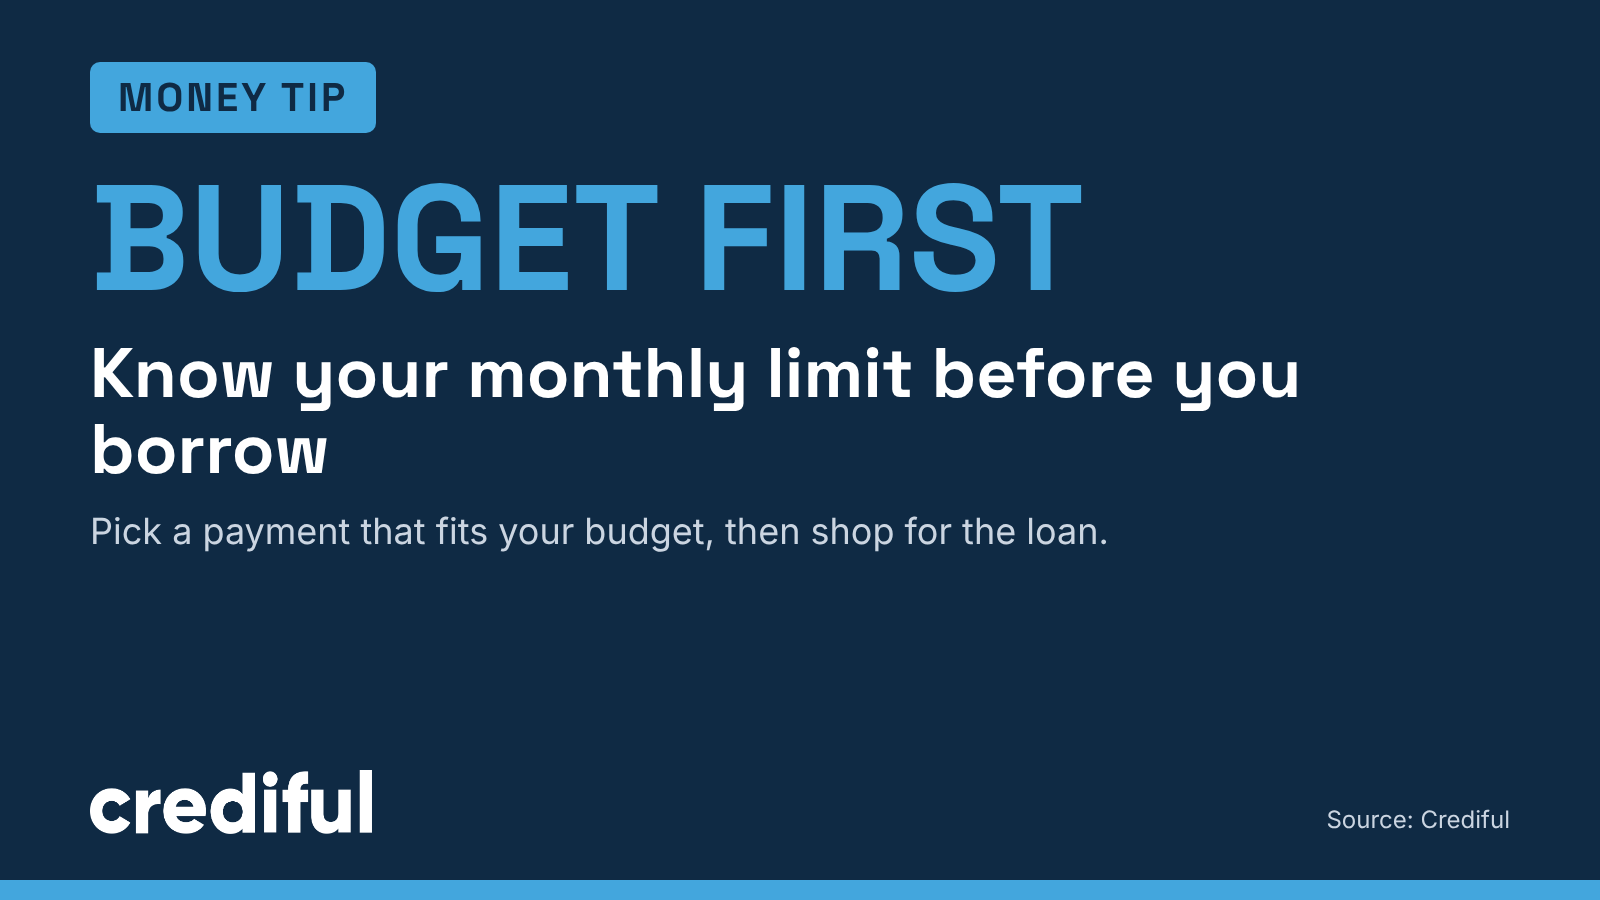 MONEY TIP
BUDGET FIRST
Know your monthly limit before you
borrow
Pick a payment that fits your budget, then shop for the loan.
crediful
Source: Crediful